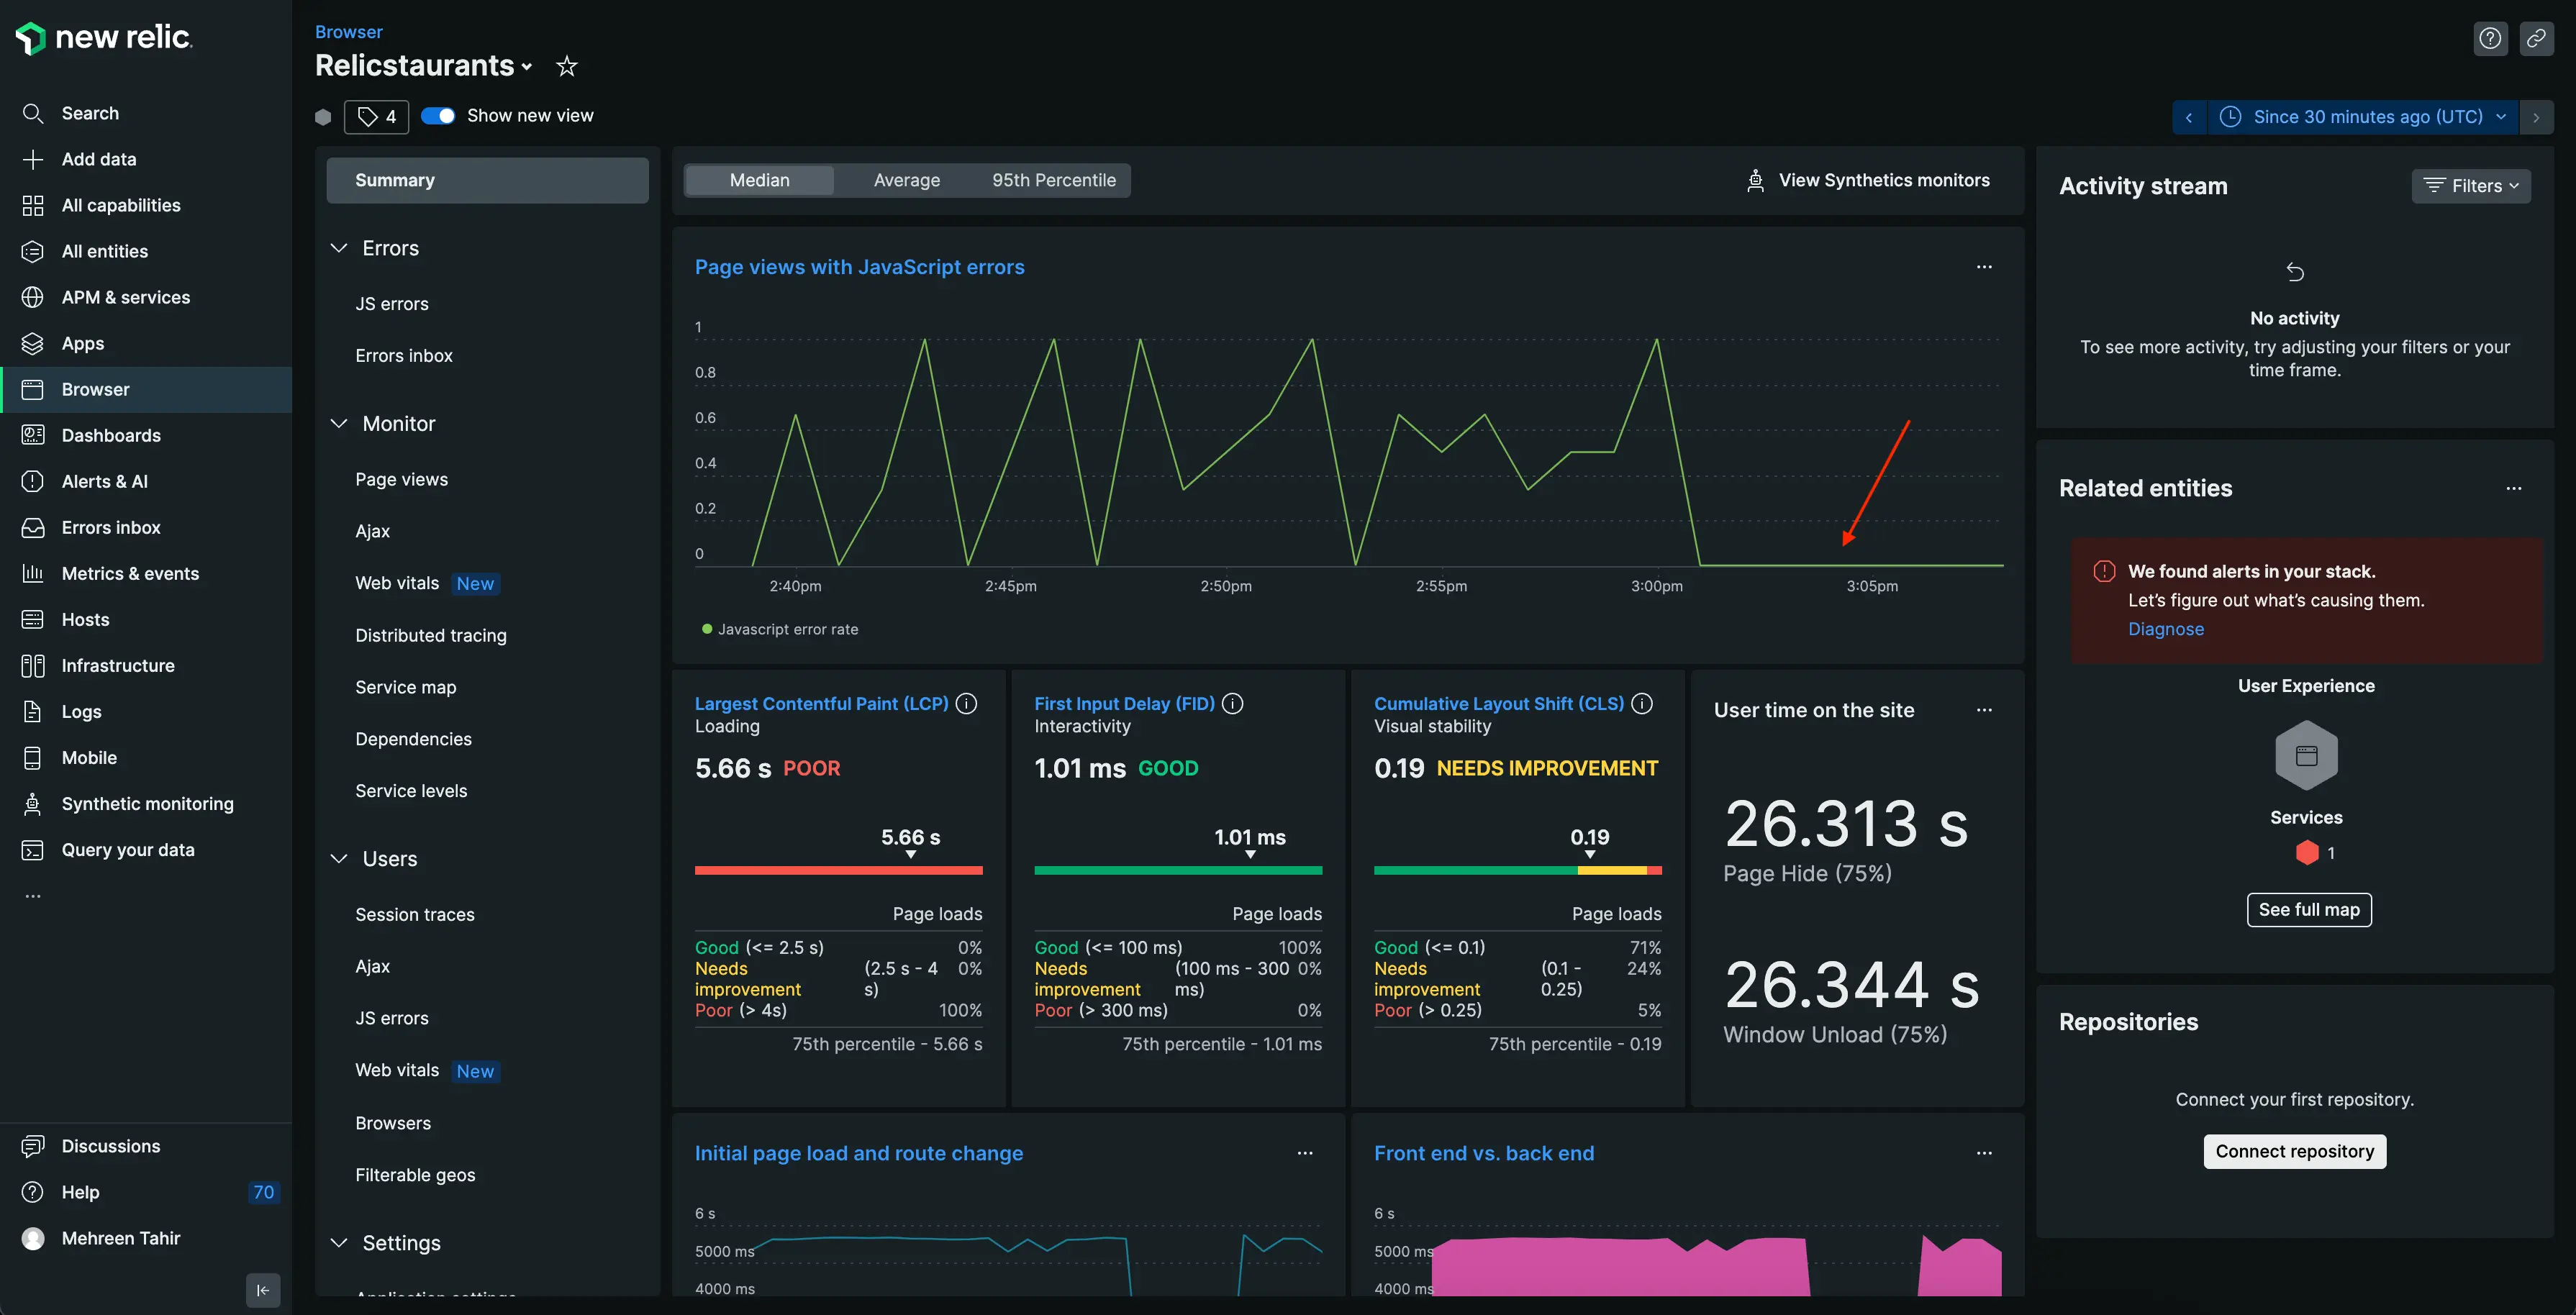 new relic.
Search
Add data
All capabilities
All entities
APM & services
Apps
Browser
Dashboards
Alerts & AI
Errors inbox
Metrics & events
Hosts
Infrastructure
Logs
Mobile
Synthetic monitoring
Query your data
...
Discussions
Help 70
Mehreen Tahir
Browser
Relicstaurants
4 Show new view
Since 30 minutes ago (UTC)
Summary
Errors
JS errors
Errors inbox
Monitor
Page views
Ajax
Web vitals New
Distributed tracing
Service map
Dependencies
Service levels
Users
Session traces
Ajax
JS errors
Web vitals New
Browsers
Filterable geos
Settings
Application settings
Median Average 95th Percentile
View Synthetics monitors
Page views with JavaScript errors ...
1
0.8
0.6
0.4
0.2
0
2:40pm 2:45pm 2:50pm 2:55pm 3:00pm 3:05pm
Javascript error rate
Largest Contentful Paint (LCP)
Loading
5.66 s POOR
5.66 s
Page loads
Good (<= 2.5 s) 0%
Needs (2.5 s - 4 0%
improvement s)
Poor (> 4s) 100%
75th percentile - 5.66 s
First Input Delay (FID)
Interactivity
1.01 ms GOOD
1.01 ms
Page loads
Good (<= 100 ms) 100%
Needs (100 ms - 300 0%
improvement ms)
Poor (> 300 ms) 0%
75th percentile - 1.01 ms
Cumulative Layout Shift (CLS)
Visual stability
0.19 NEEDS IMPROVEMENT
0.19
Page loads
Good (<= 0.1) 71%
Needs (0.1 - 24%
improvement 0.25)
Poor (> 0.25) 5%
75th percentile - 0.19
User time on the site ...
26.313 s
Page Hide (75%)
26.344 s
Window Unload (75%)
Initial page load and route change ...
6 s
5000 ms
4000 ms
Front end vs. back end ...
6 s
5000 ms
4000 ms
Activity stream Filters
No activity
To see more activity, try adjusting your filters or your
time frame.
Related entities ...
We found alerts in your stack.
Let’s figure out what’s causing them.
Diagnose
User Experience
Services
1
See full map
Repositories
Connect your first repository.
Connect repository